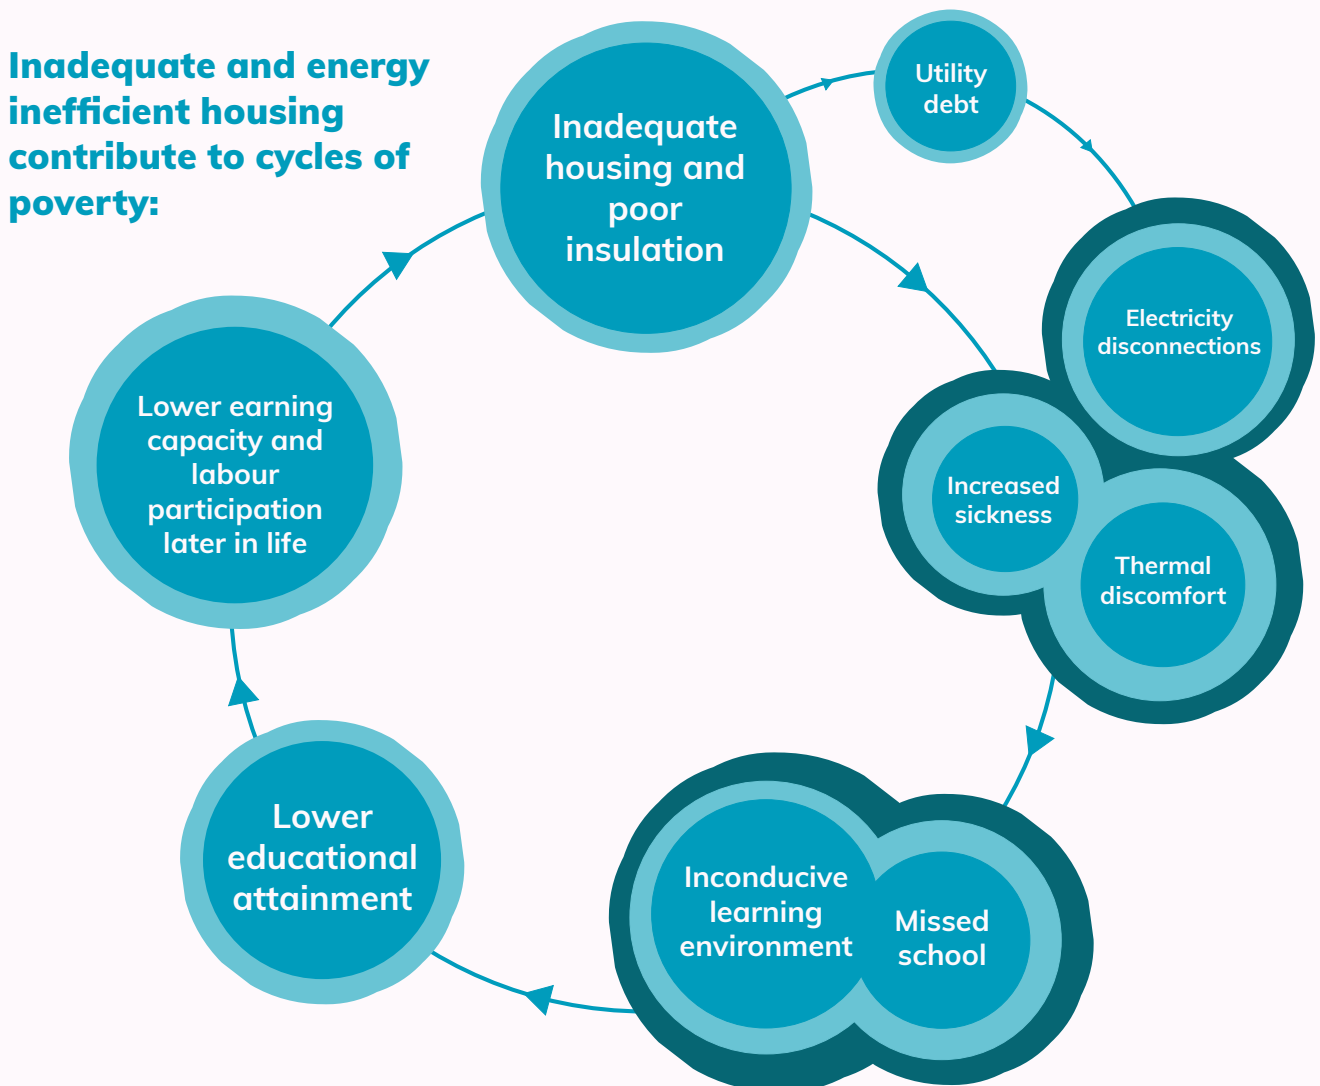 Inadequate and energy
inefficient housing
contribute to cycles of
poverty:
Inadequate
housing and
poor
insulation
Utility
debt
Electricity
disconnections
Increased
sickness
Thermal
discomfort
Missed
school
Inconducive
learning
environment
Lower
educational
attainment
Lower earning
capacity and
labour
participation
later in life